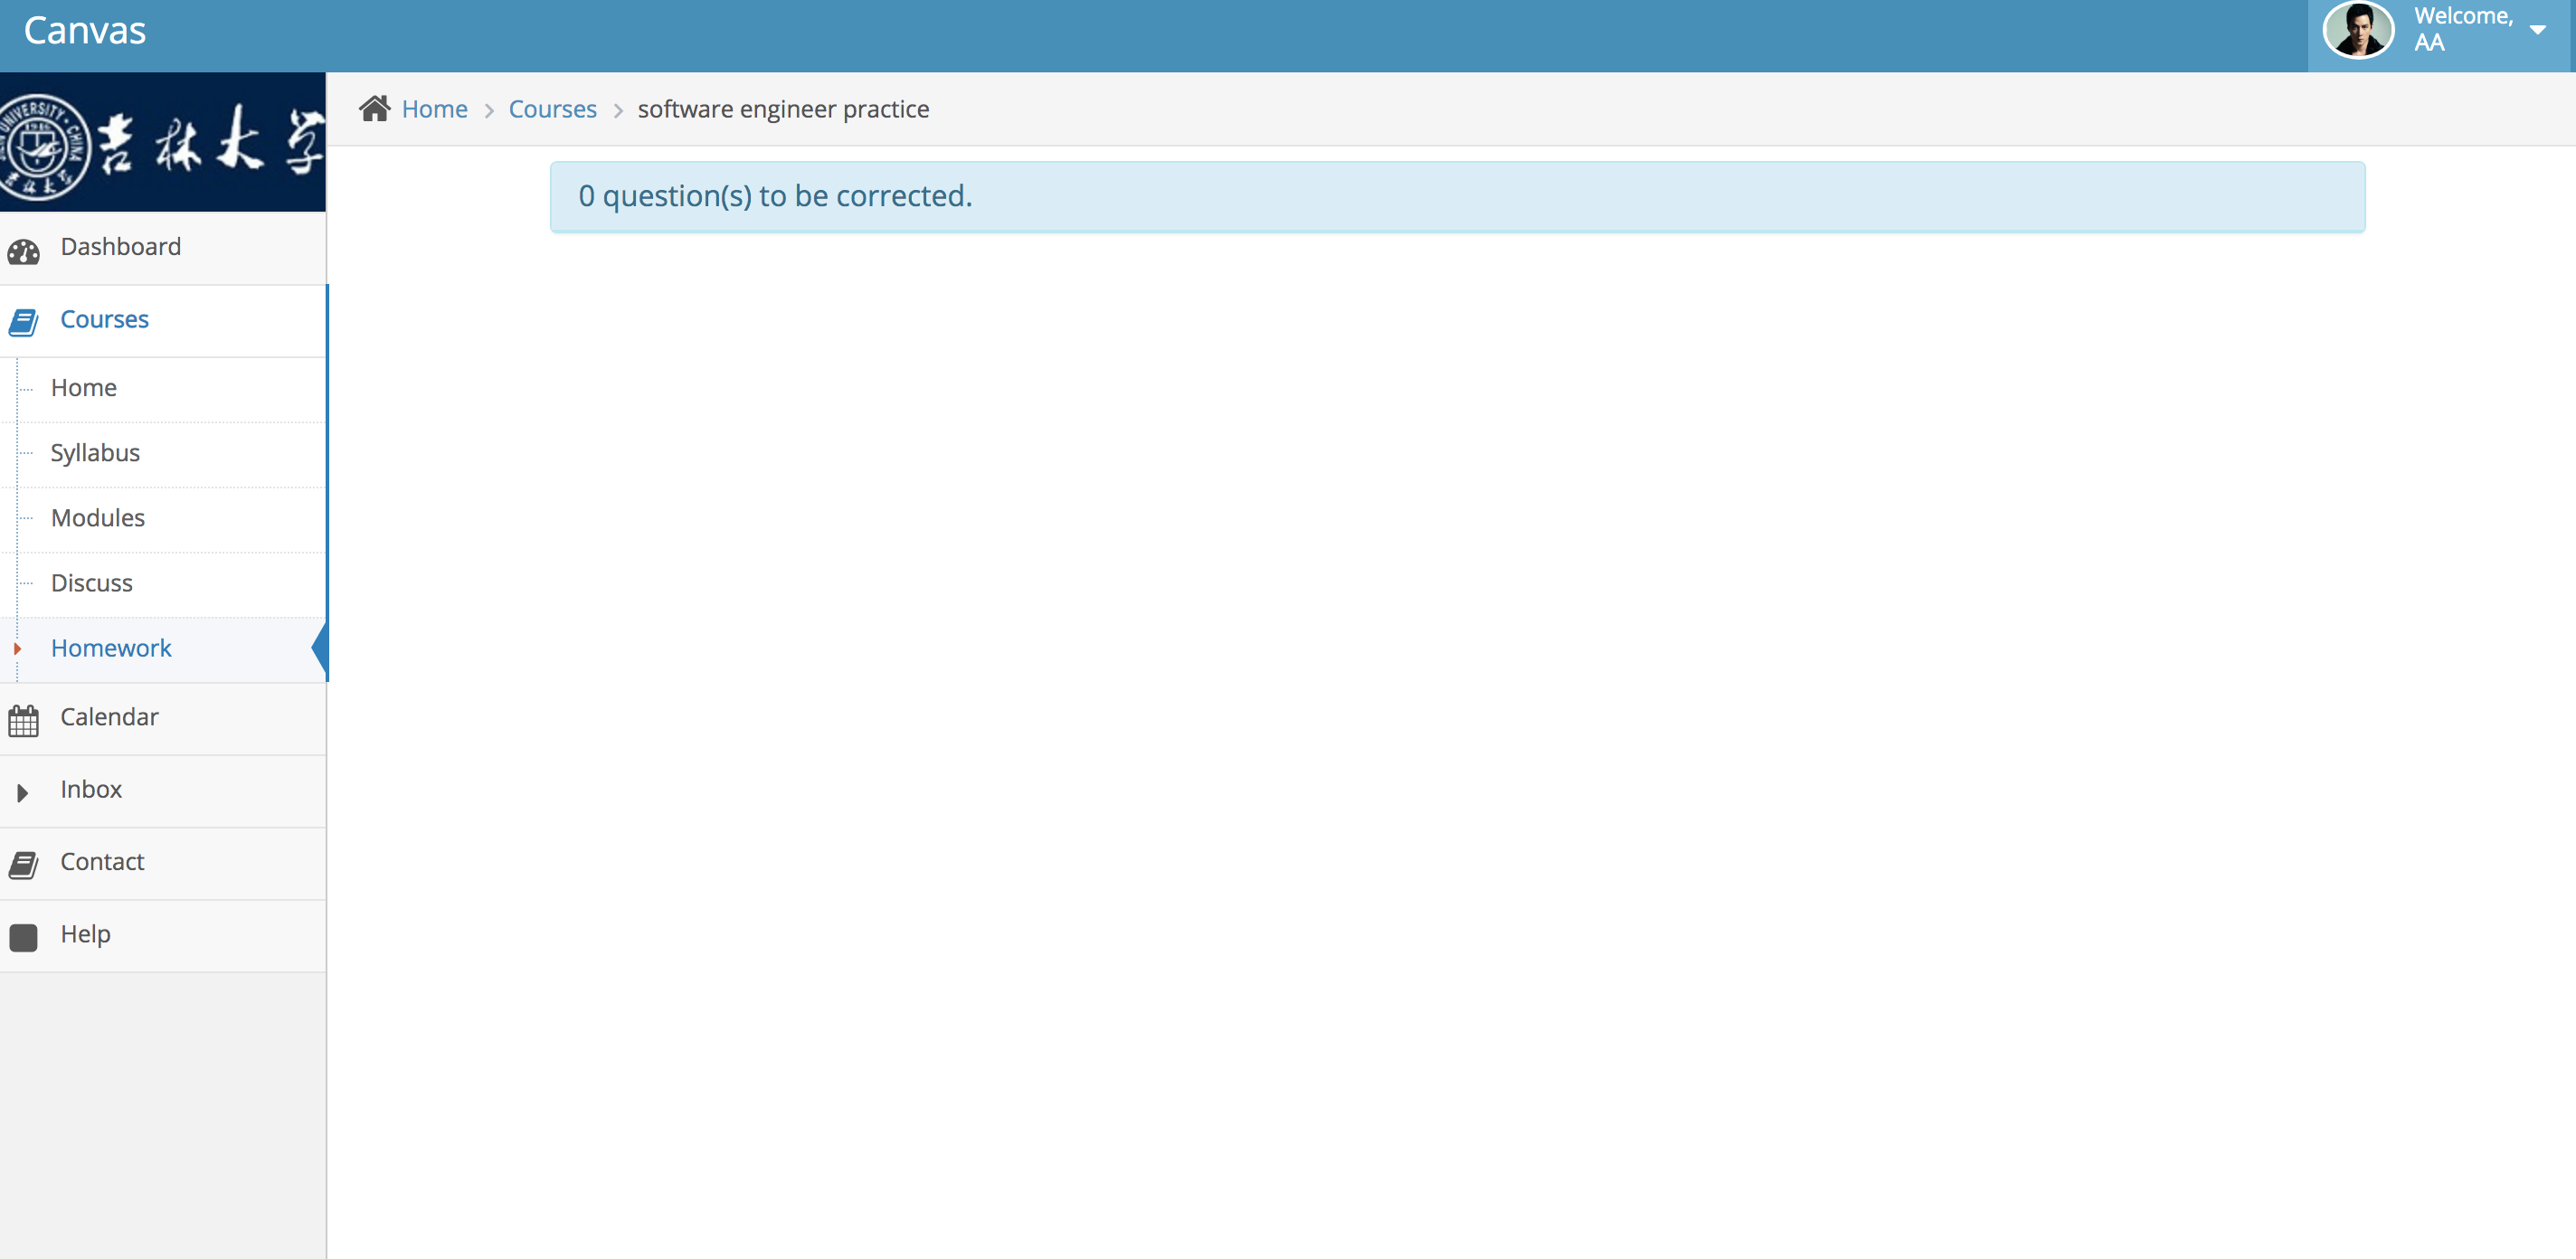 Canvas
Welcome,
AA
吉林大学
Home
Courses
software engineer practice
0 question(s) to be corrected.
Dashboard
Courses
Home
Syllabus
Modules
Discuss
Homework
Calendar
Inbox
Contact
Help